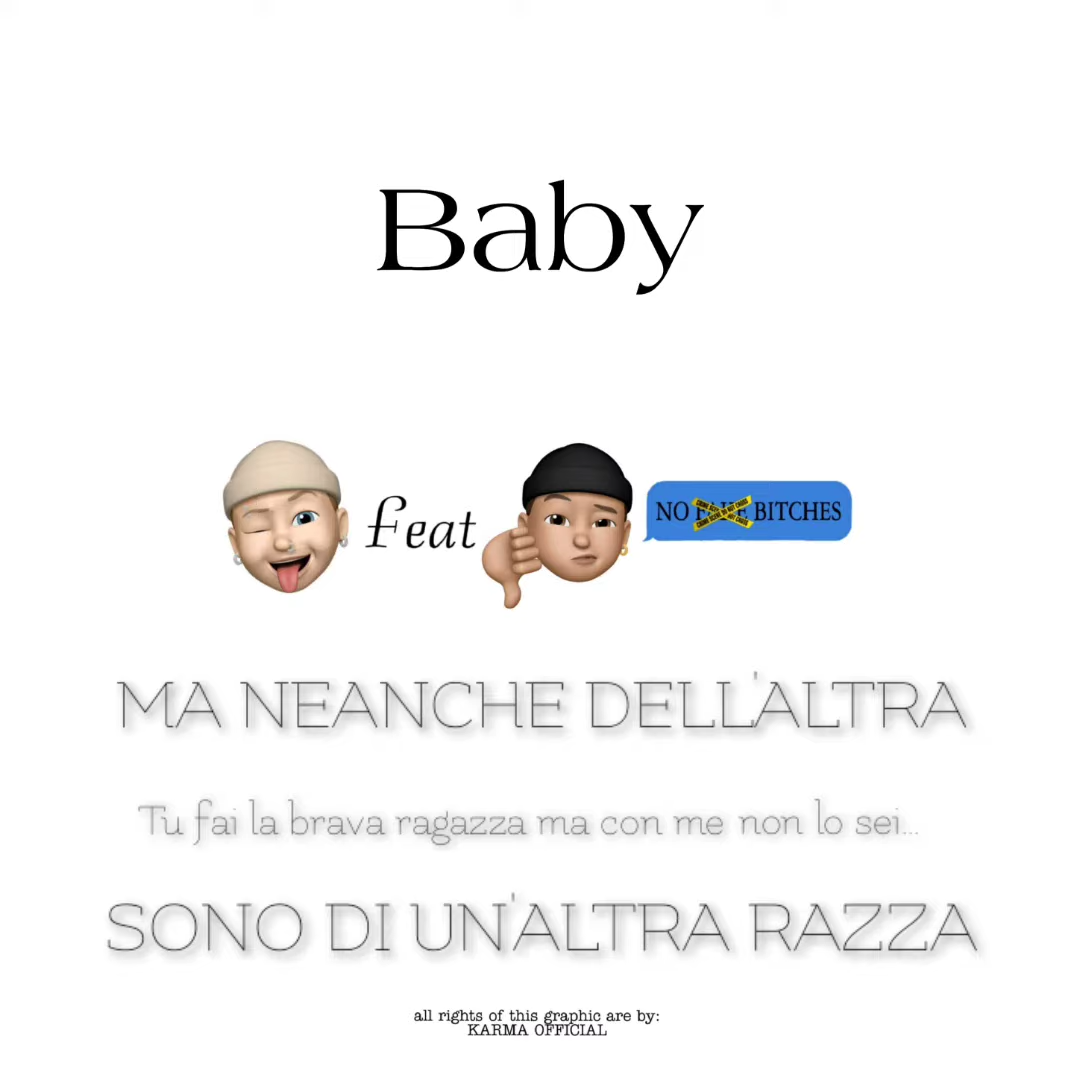 Baby
feat
NO FAKE BITCHES
MA NEANCHE DELL'ALTRA
Tu fai la brava ragazza ma con me non lo sei...
SONO DI UN'ALTRA RAZZA
all rights of this graphic are by:
KARMA OFFICIAL